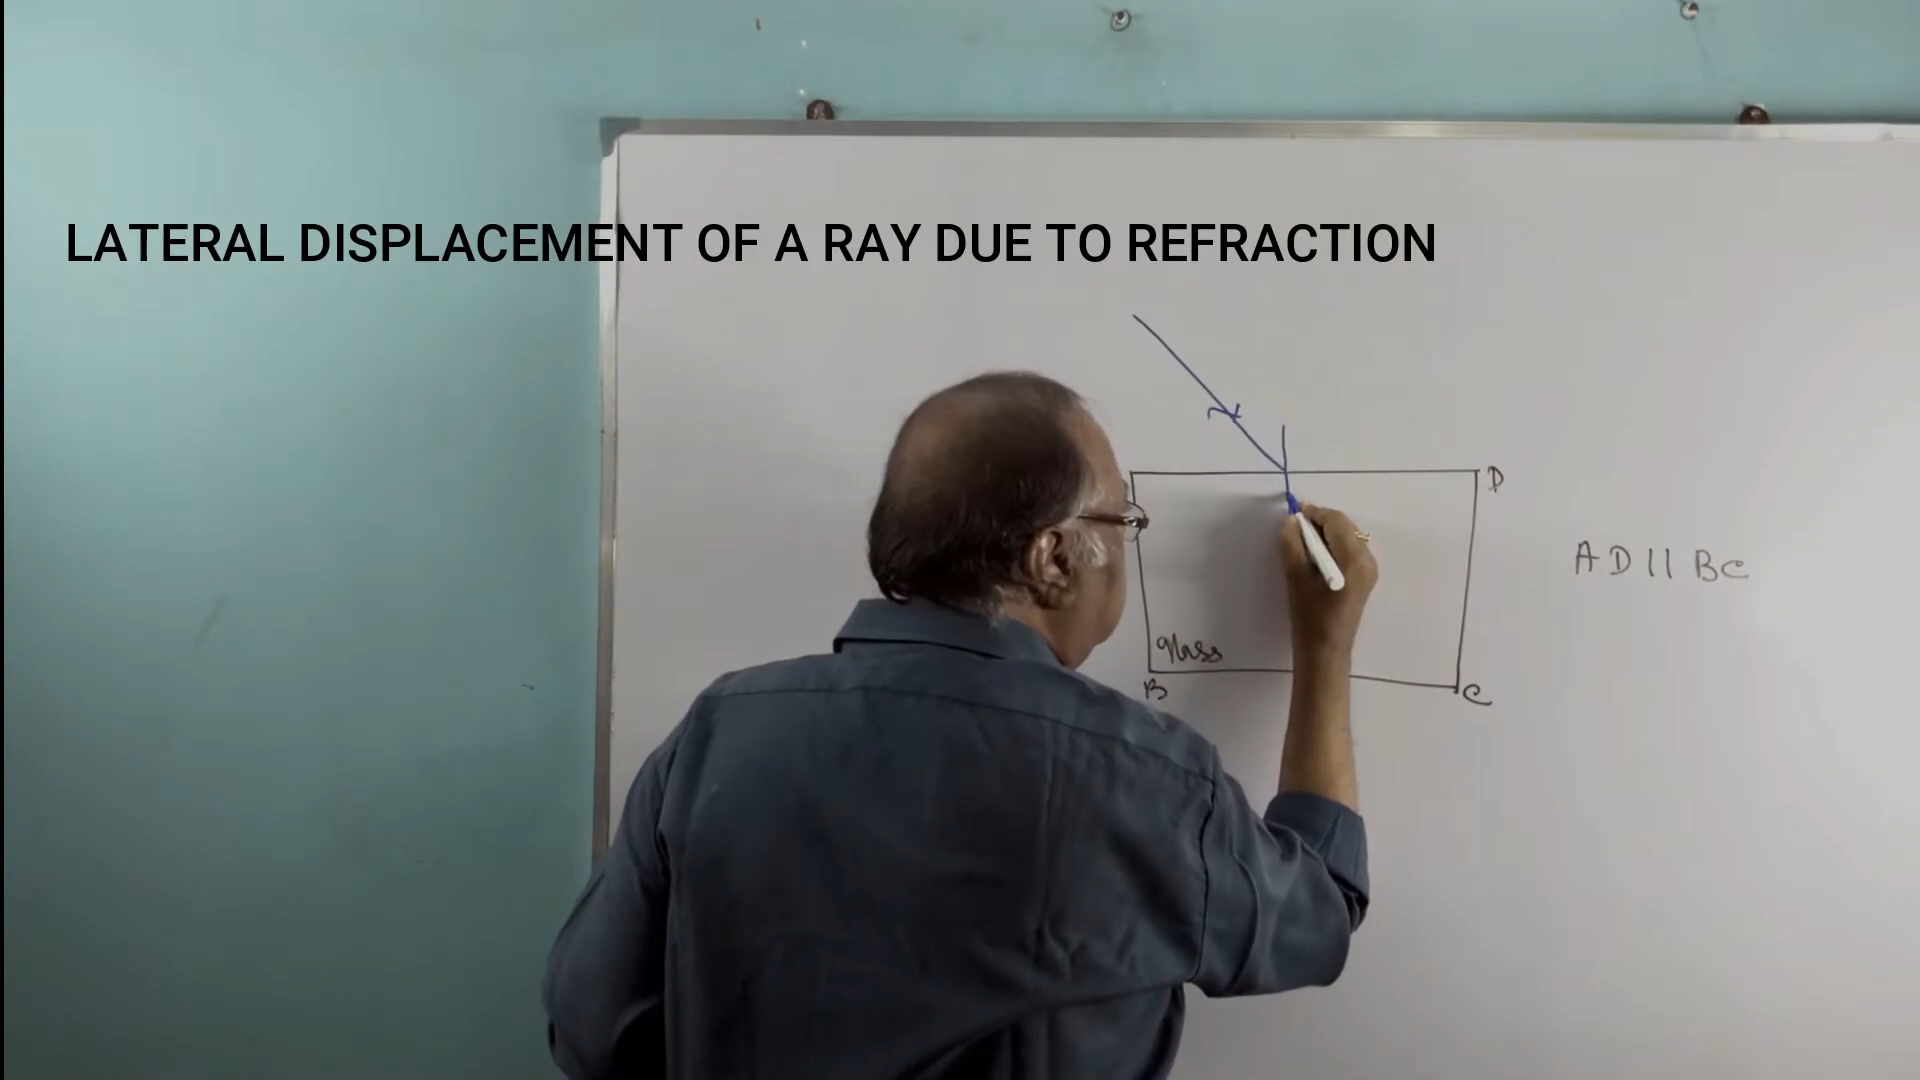 LATERAL DISPLACEMENT OF A RAY DUE TO REFRACTION
D
AD || BC
glass
B
C